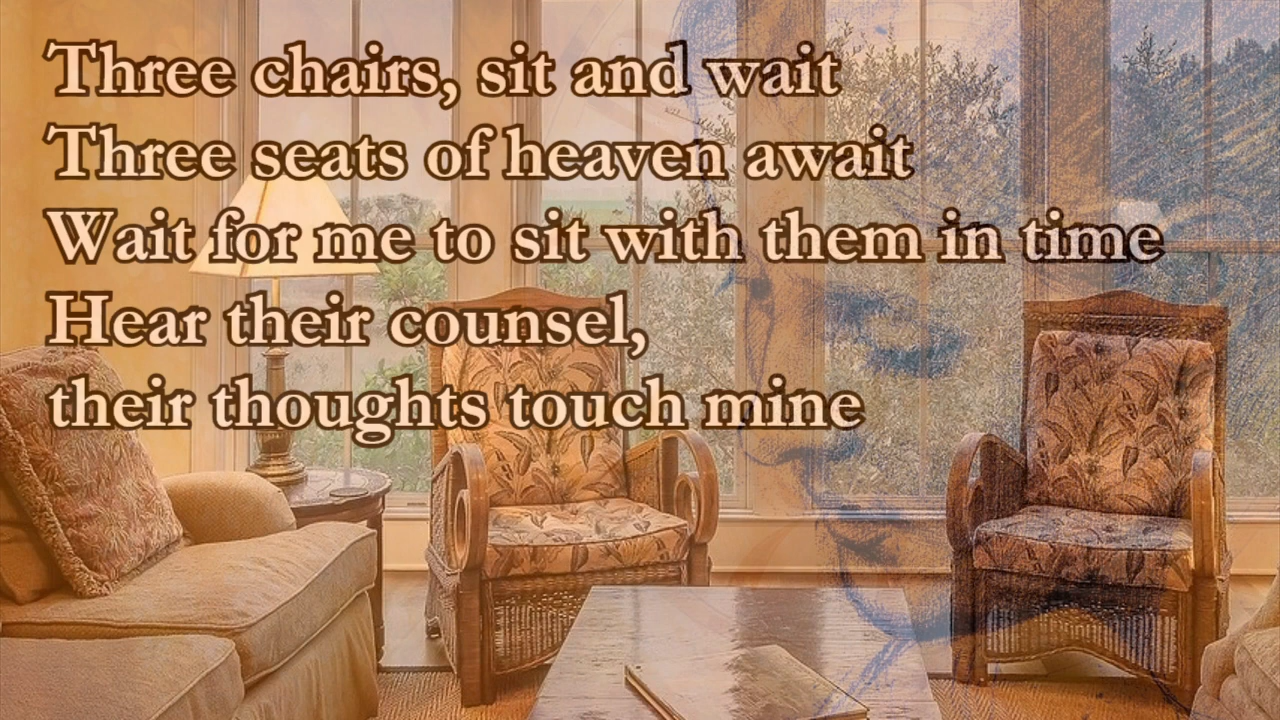 Three chairs, sit and wait
Three seats of heaven await
Wait for me to sit with them in time
Hear their counsel,
their thoughts touch mine